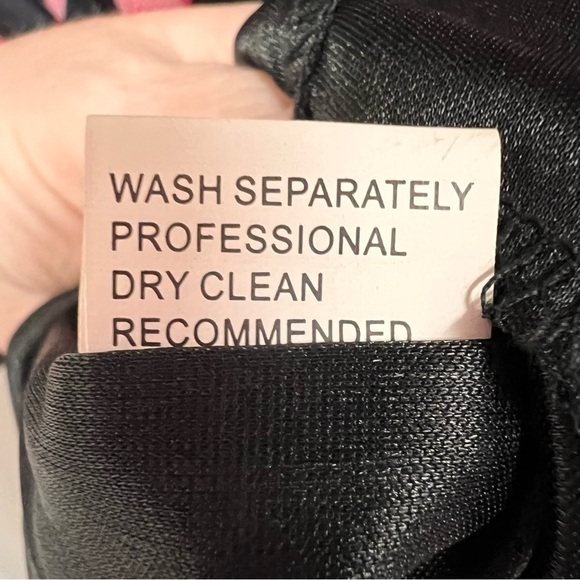 WASH SEPARATELY
PROFESSIONAL
DRY CLEAN
RECOMMENDED